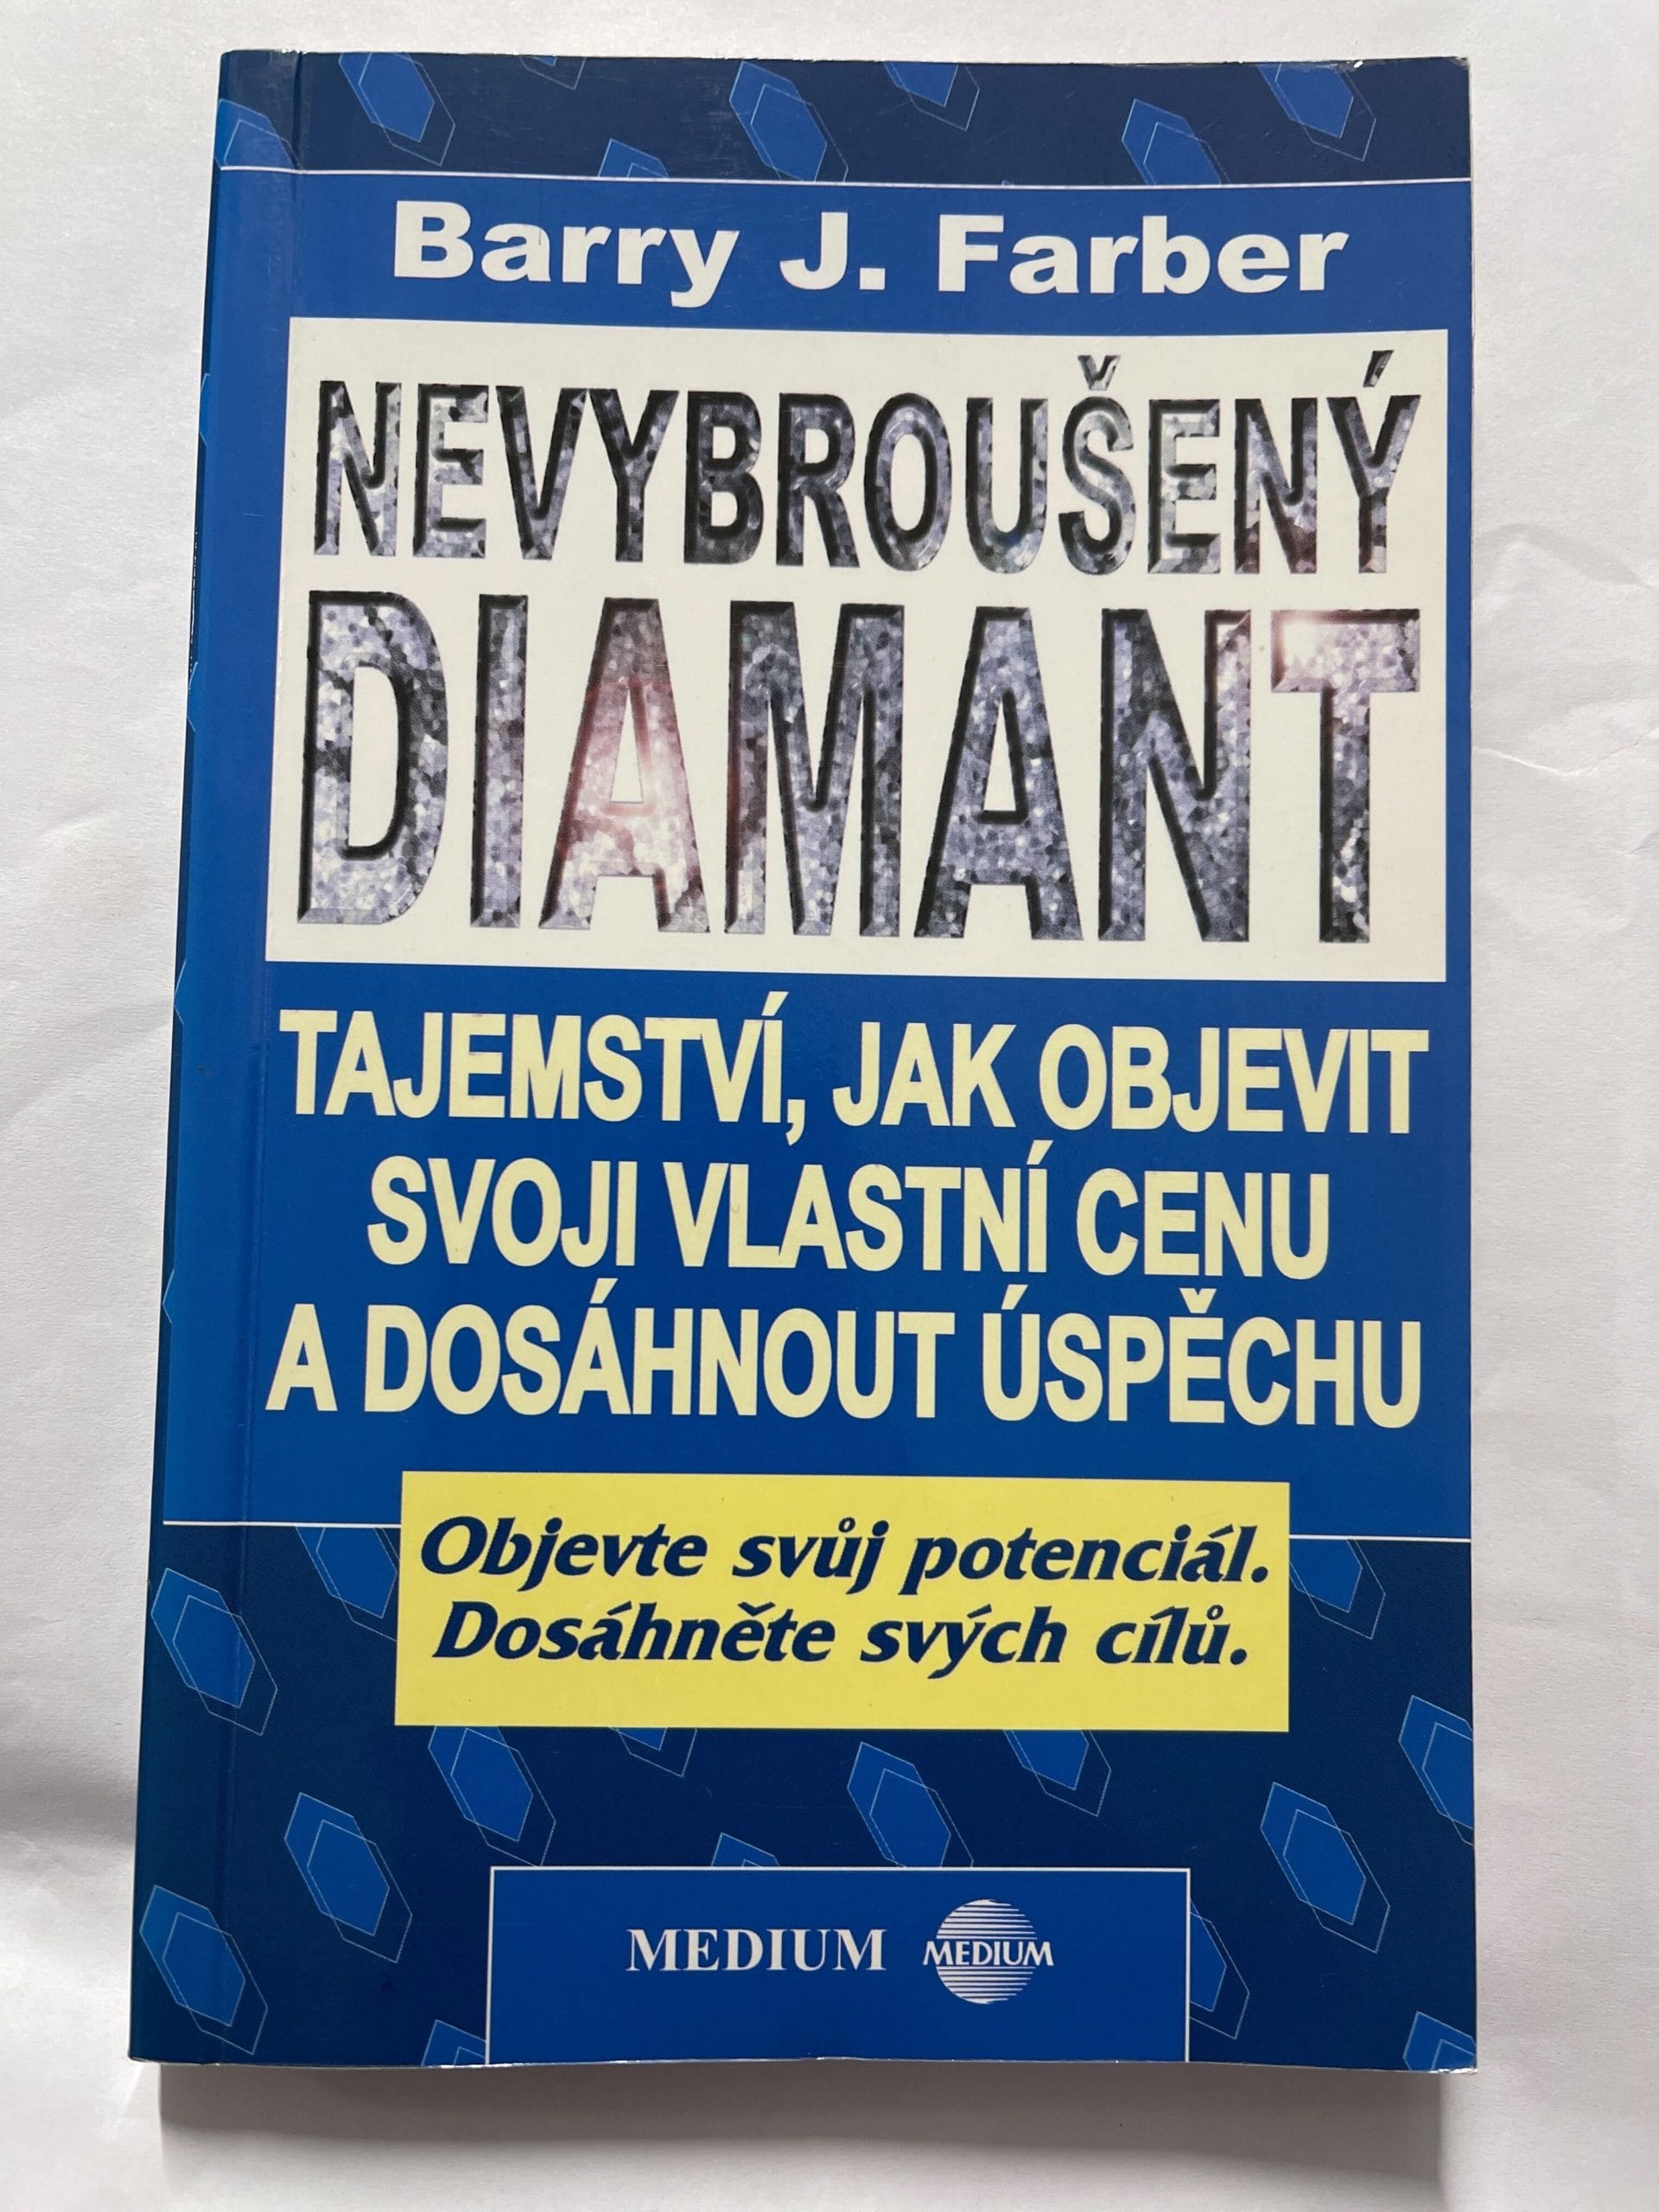 Barry J. Farber
NEVYBROUŠENÝ
DIAMANT
TAJEMSTVÍ, JAK OBJEVIT
SVOJI VLASTNÍ CENU
A DOSÁHNOUT ÚSPĚCHU
Objevte svůj potenciál.
Dosáhněte svých cílů.
MEDIUM MEDIUM